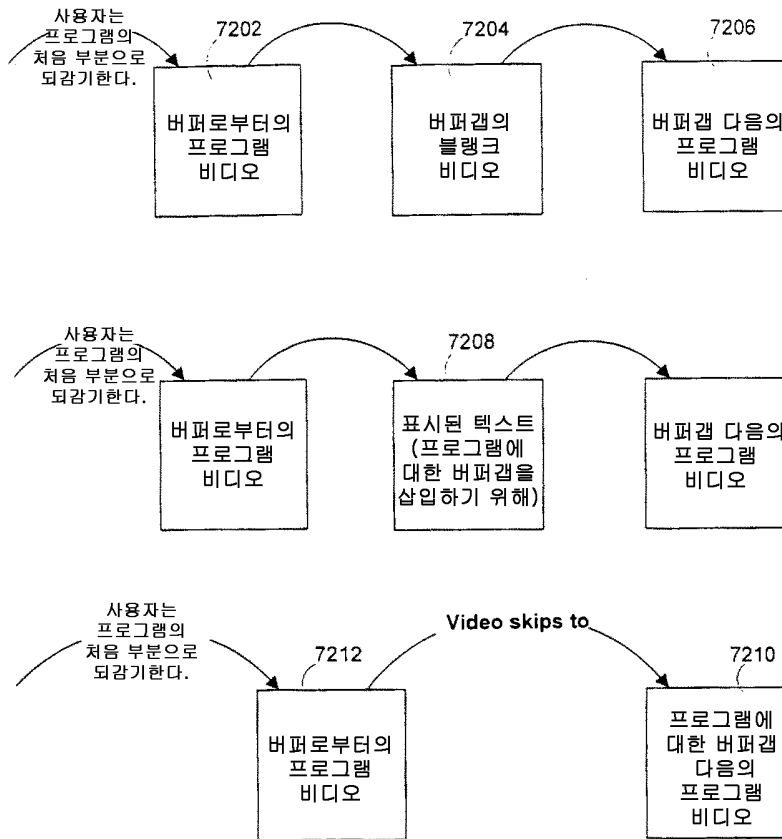 사용자는
프로그램의
처음 부분으로
되감기한다.
7202
7204
7206
버퍼로부터의
프로그램
비디오
버퍼갭의
블랭크
비디오
버퍼갭 다음의
프로그램
비디오
사용자는
프로그램의
처음 부분으로
되감기한다.
7208
버퍼로부터의
프로그램
비디오
표시된 텍스트
(프로그램에
대한 버퍼갭을
삽입하기 위해)
버퍼갭 다음의
프로그램
비디오
사용자는
프로그램의
처음 부분으로
되감기한다.
Video skips to
7212
7210
버퍼로부터의
프로그램
비디오
프로그램에
대한 버퍼갭
다음의
프로그램
비디오